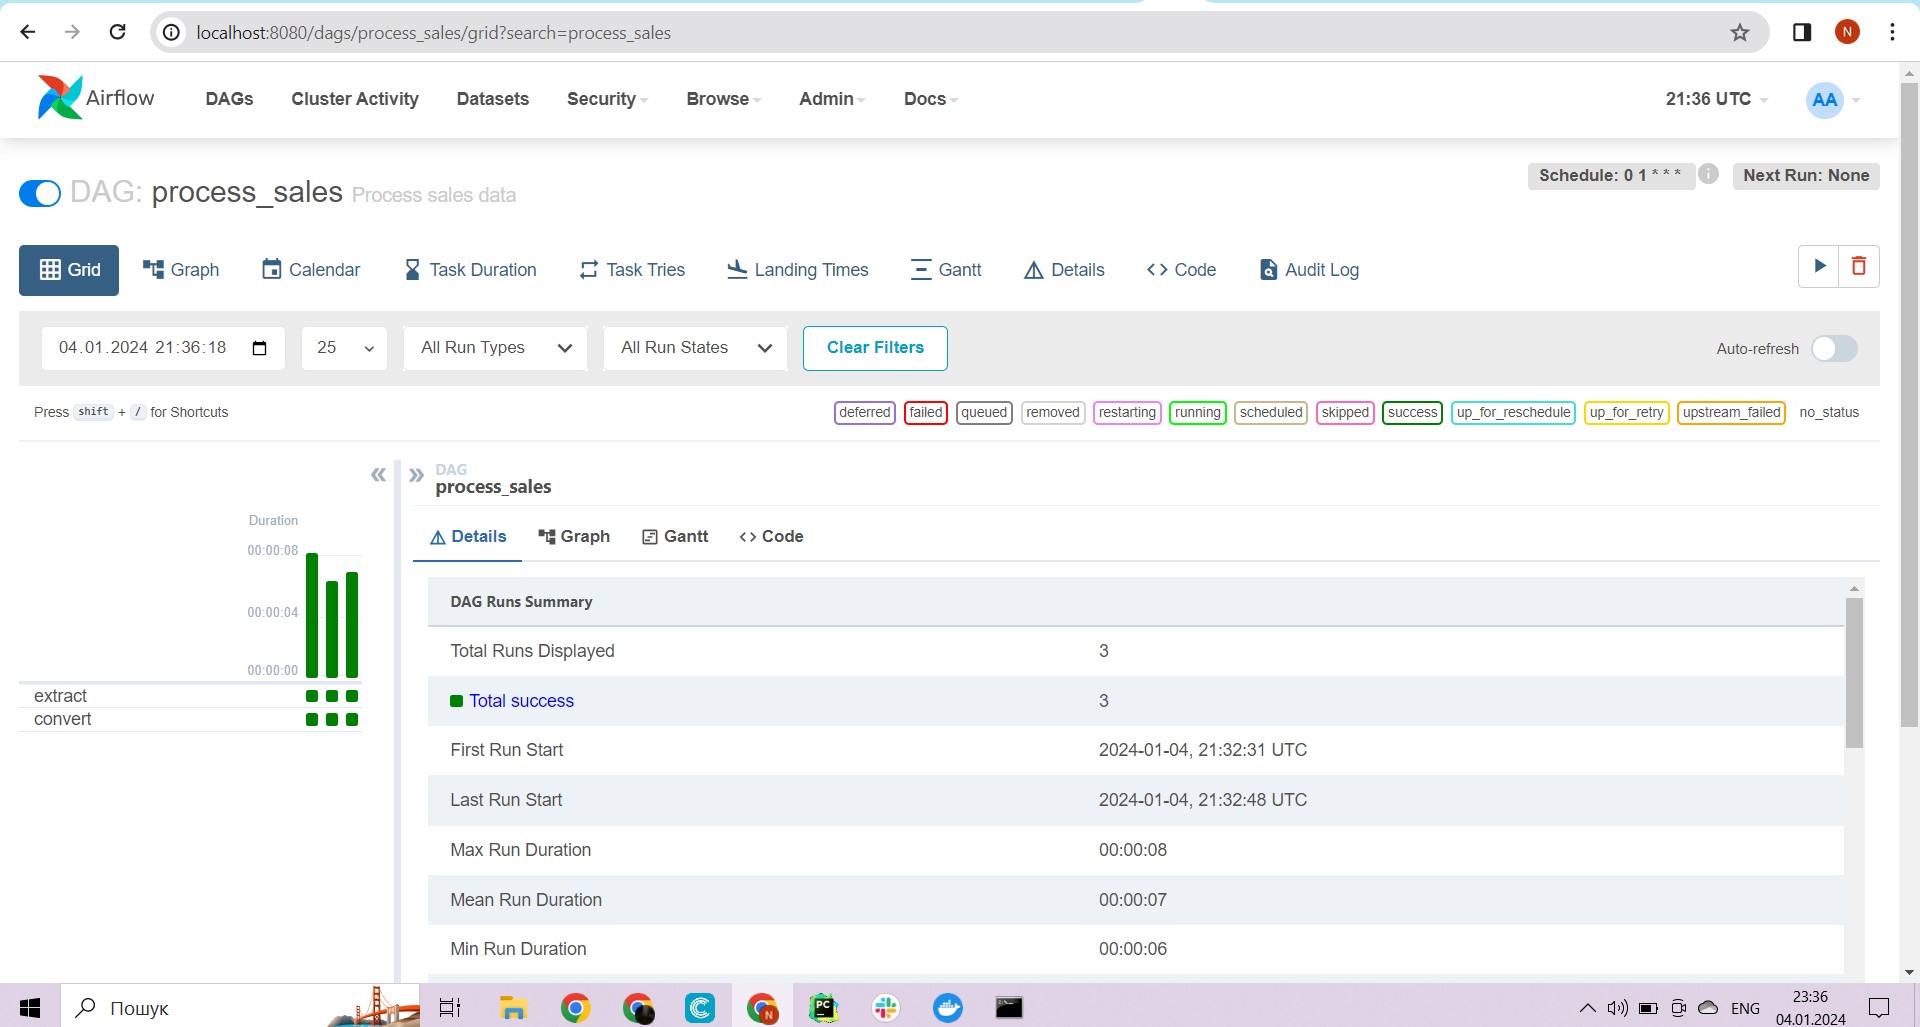 localhost:8080/dags/process_sales/grid?search=process_sales
N
Airflow
DAGs
Cluster Activity
Datasets
Security
Browse
Admin
Docs
21:36 UTC
AA
DAG: process_sales Process sales data
Schedule: 0 1 * * *
i
Next Run: None
Grid
Graph
Calendar
Task Duration
Task Tries
Landing Times
Gantt
Details
Code
Audit Log
04.01.2024 21:36:18
25
All Run Types
All Run States
Clear Filters
Auto-refresh
Press shift + / for Shortcuts
deferred
failed
queued
removed
restarting
running
scheduled
skipped
success
up_for_reschedule
up_for_retry
upstream_failed
no_status
Duration
00:00:08
00:00:04
00:00:00
extract
convert
DAG
process_sales
Details
Graph
Gantt
Code
DAG Runs Summary
Total Runs Displayed 3
Total success 3
First Run Start 2024-01-04, 21:32:31 UTC
Last Run Start 2024-01-04, 21:32:48 UTC
Max Run Duration 00:00:08
Mean Run Duration 00:00:07
Min Run Duration 00:00:06
Пошук
N
PC
ENG
23:36
04.01.2024